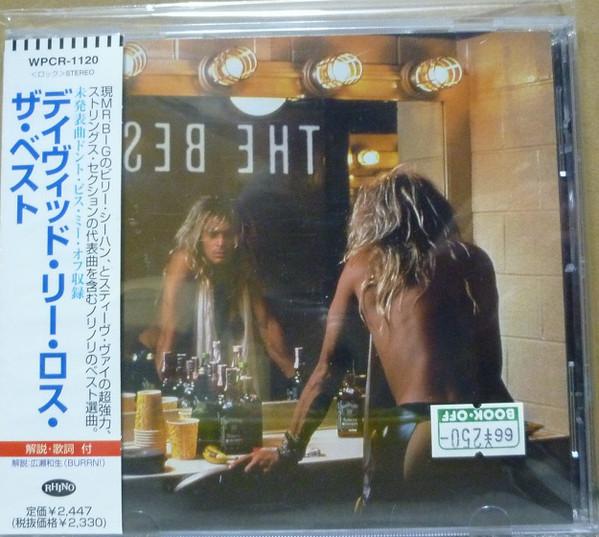 WPCR-1120
<ロック>STEREO
デイヴィッド・リー・ロス・
ザ・ベスト
未発表曲ドント・ピス・ミー・オフ収録
現MR.BIGのビリー・シーハン、とスティーヴ・ヴァイの超強力、
ストリングス・セクションの代表曲を含むノリノリのベスト選曲。
解説・歌詞 付
解説:広瀬和生(BURRN!)
RHINO
定価¥2,447
(税抜価格¥2,330)
THE BES
BOOK・OFF